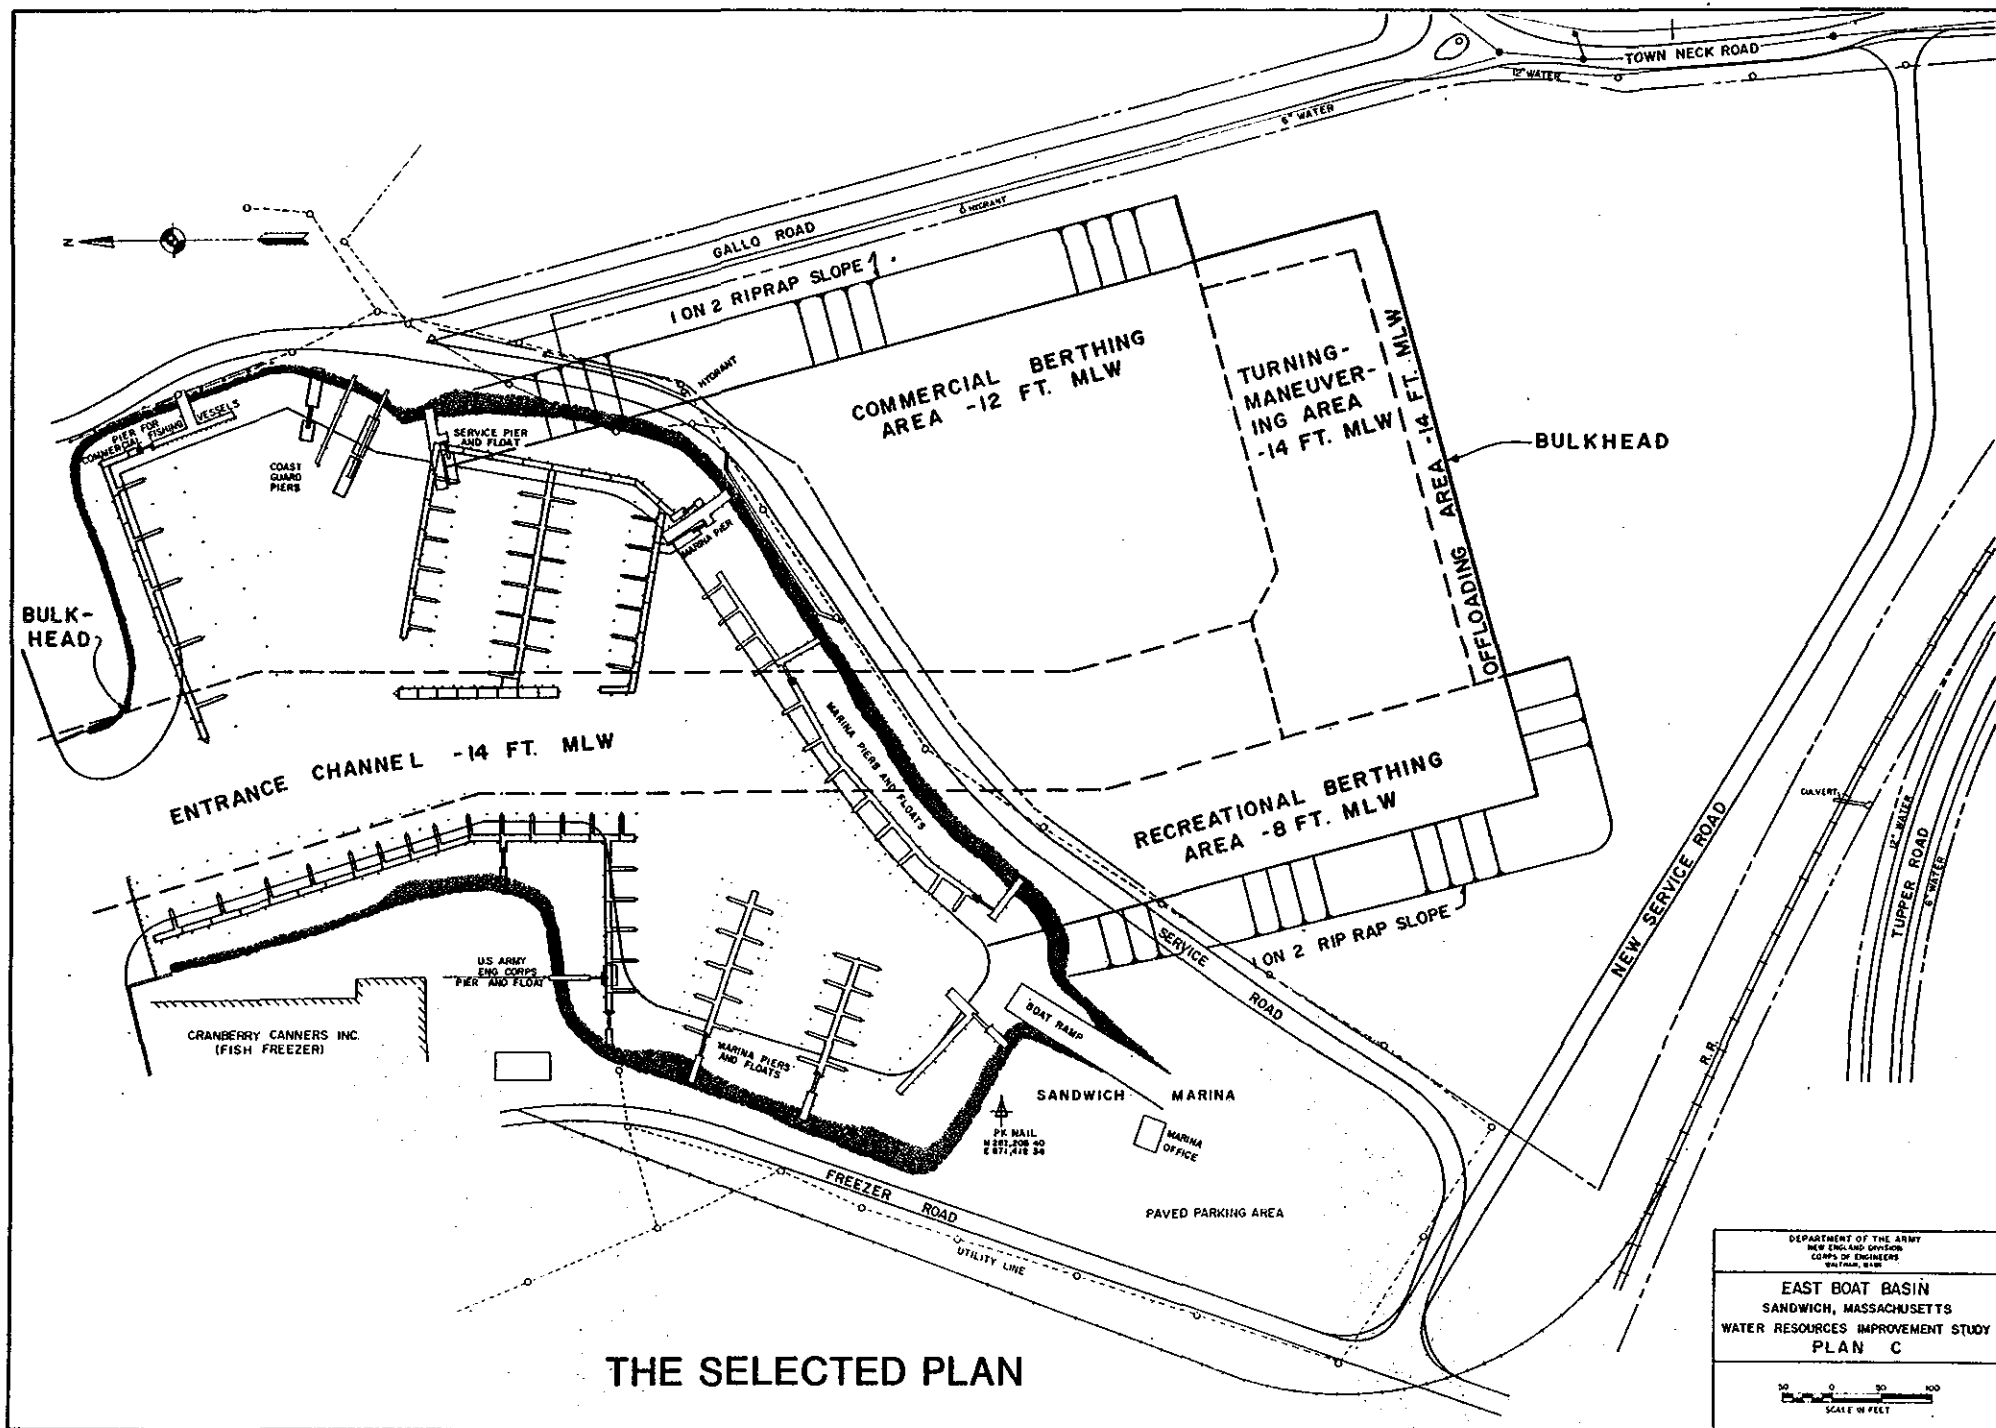 TOWN NECK ROAD
12" WATER
6" WATER
HYDRANT
GALLO ROAD
N
1 ON 2 RIPRAP SLOPE
HYDRANT
COMMERCIAL BERTHING
AREA -12 FT. MLW
TURNING-
MANEUVER-
ING AREA
-14 FT. MLW
OFFLOADING AREA -14 FT. MLW
BULKHEAD
PIER FOR
COMMERCIAL FISHING
VESSELS
COAST
GUARD
PIERS
SERVICE PIER
AND FLOAT
MARINA PIER
BULK-
HEAD
MARINA PIERS AND FLOATS
ENTRANCE CHANNEL -14 FT. MLW
RECREATIONAL BERTHING
AREA -8 FT. MLW
1 ON 2 RIP RAP SLOPE
NEW SERVICE ROAD
CULVERT
12" WATER
TUPPER ROAD
6" WATER
R.R.
SERVICE
ROAD
U.S ARMY
ENG CORPS
PIER AND FLOAT
CRANBERRY CANNERS INC.
(FISH FREEZER)
MARINA PIERS
AND FLOATS
BOAT RAMP
SANDWICH MARINA
PK NAIL
MARINA
OFFICE
FREEZER ROAD
PAVED PARKING AREA
UTILITY LINE
THE SELECTED PLAN
DEPARTMENT OF THE ARMY
NEW ENGLAND DIVISION
CORPS OF ENGINEERS
WALTHAM, MASS
EAST BOAT BASIN
SANDWICH, MASSACHUSETTS
WATER RESOURCES IMPROVEMENT STUDY
PLAN C
50 0 50 100
SCALE IN FEET